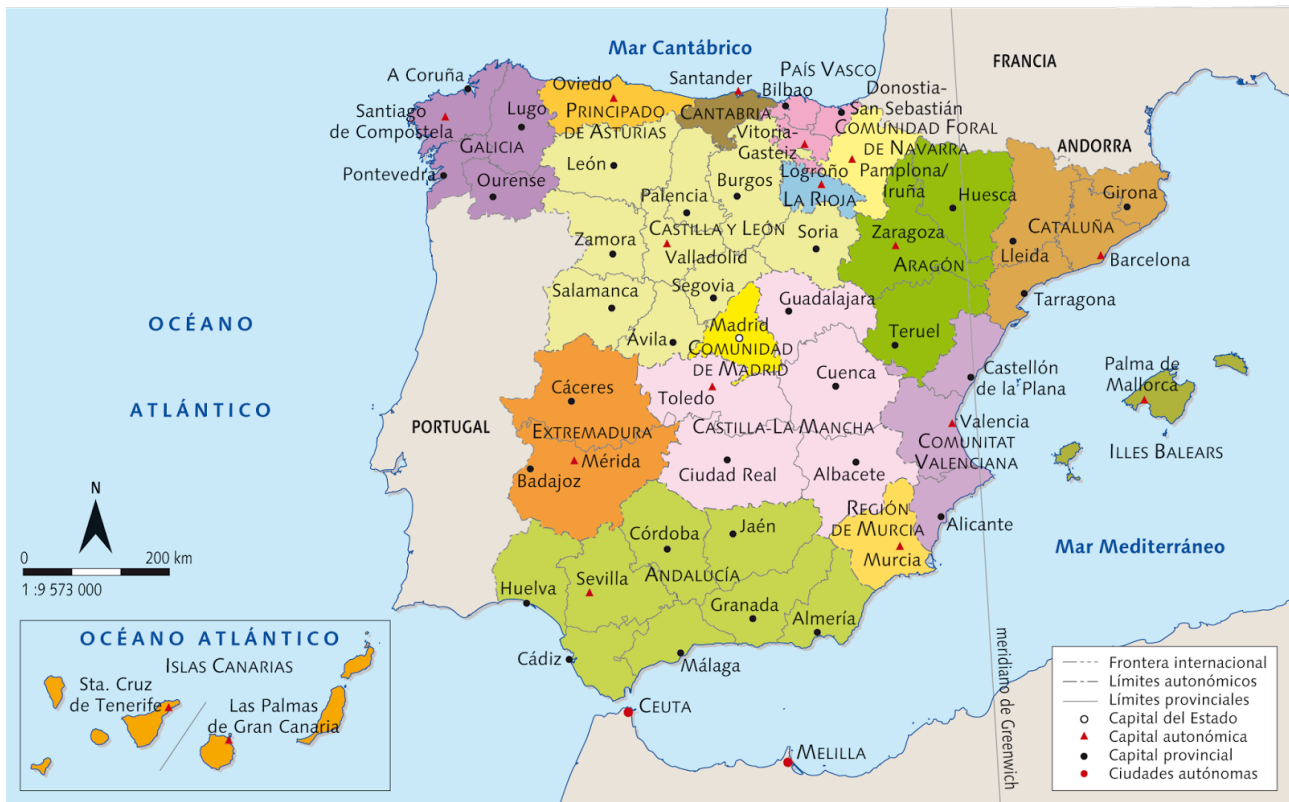 Mar Cantábrico
FRANCIA
A Coruña
Oviedo
Santander
PAÍS VASCO
Bilbao
Donostia-
San Sebastián
Santiago
de Compostela
Lugo
PRINCIPADO
DE ASTURIAS
CANTABRIA
Vitoria-
Gasteiz
COMUNIDAD FORAL
DE NAVARRA
ANDORRA
GALICIA
León
Logroño
Pamplona/
Iruña
Pontevedra
Ourense
Palencia
Burgos
LA RIOJA
Huesca
Girona
CATALUÑA
Zamora
CASTILLA Y LEÓN
Valladolid
Soria
Zaragoza
ARAGÓN
Lleida
Barcelona
Salamanca
Segovia
Guadalajara
Tarragona
OCÉANO
ATLÁNTICO
Ávila
Madrid
COMUNIDAD
DE MADRID
Teruel
Cáceres
Toledo
Cuenca
Castellón
de la Plana
Palma de
Mallorca
PORTUGAL
EXTREMADURA
CASTILLA-LA MANCHA
Valencia
COMUNITAT
VALENCIANA
ILLES BALEARS
Mérida
Badajoz
Ciudad Real
Albacete
N
0
200 km
1 :9 573 000
Córdoba
Jaén
REGIÓN
DE MURCIA
Murcia
Alicante
Mar Mediterráneo
Huelva
Sevilla
ANDALUCÍA
Granada
Almería
Cádiz
Málaga
meridiano de Greenwich
CEUTA
MELILLA
OCÉANO ATLÁNTICO
ISLAS CANARIAS
Sta. Cruz
de Tenerife
Las Palmas
de Gran Canaria
Frontera internacional
Límites autonómicos
Límites provinciales
Capital del Estado
Capital autonómica
Capital provincial
Ciudades autónomas